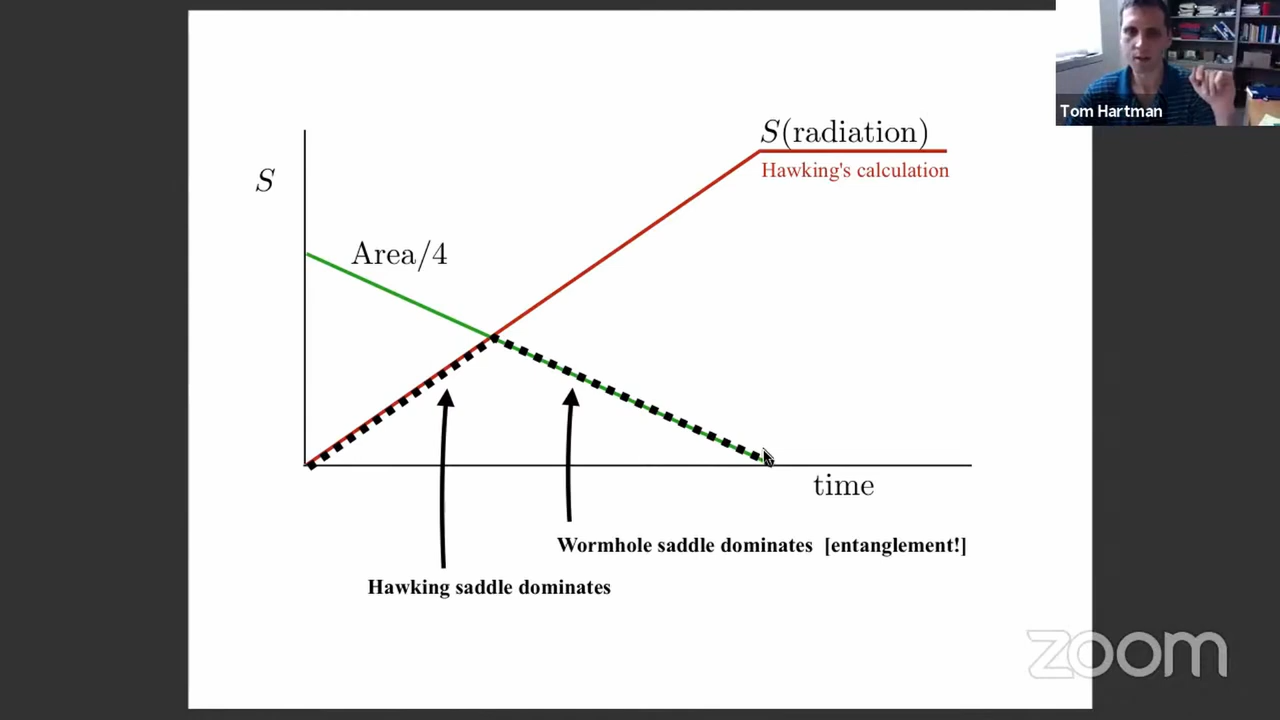 Tom Hartman
S(radiation)
Hawking's calculation
S
Area/4
time
Wormhole saddle dominates [entanglement!]
Hawking saddle dominates
zoom